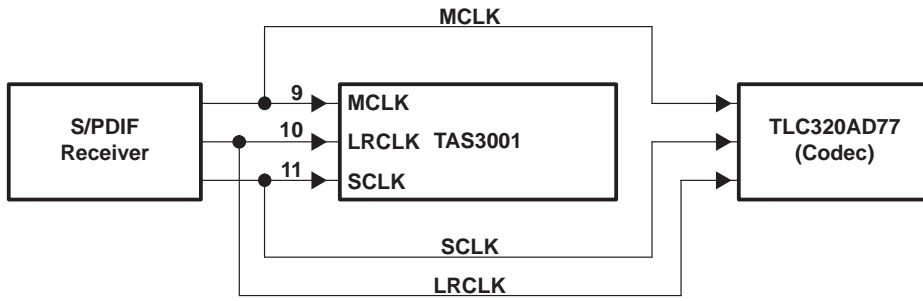 MCLK
S/PDIF
Receiver
9
MCLK
10
LRCLK
TAS3001
11
SCLK
TLC320AD77
(Codec)
SCLK
LRCLK